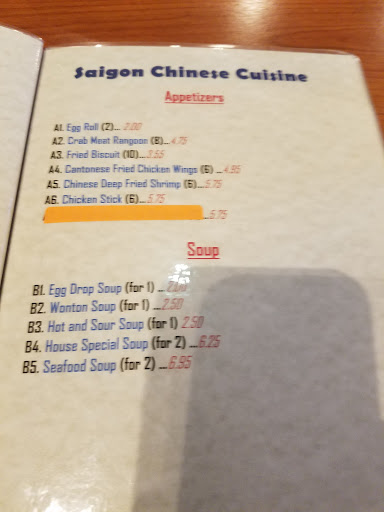 Saigon Chinese Cuisine
Appetizers
A1. Egg Roll (2)... 2.00
A2. Crab Meat Rangoon (8)...4.75
A3. Fried Biscuit (10)...3.55
A4. Cantonese Fried Chicken Wings (6) ...4.95
A5. Chinese Deep Fried Shrimp (6)...5.75
A6. Chicken Stick (6)...5.75
...5.75
Soup
B1. Egg Drop Soup (for 1) ...2.00
B2. Wonton Soup (for 1) ...2.50
B3. Hot and Sour Soup (for 1) 2.50
B4. House Special Soup (for 2) ...6.25
B5. Seafood Soup (for 2) ...6.95